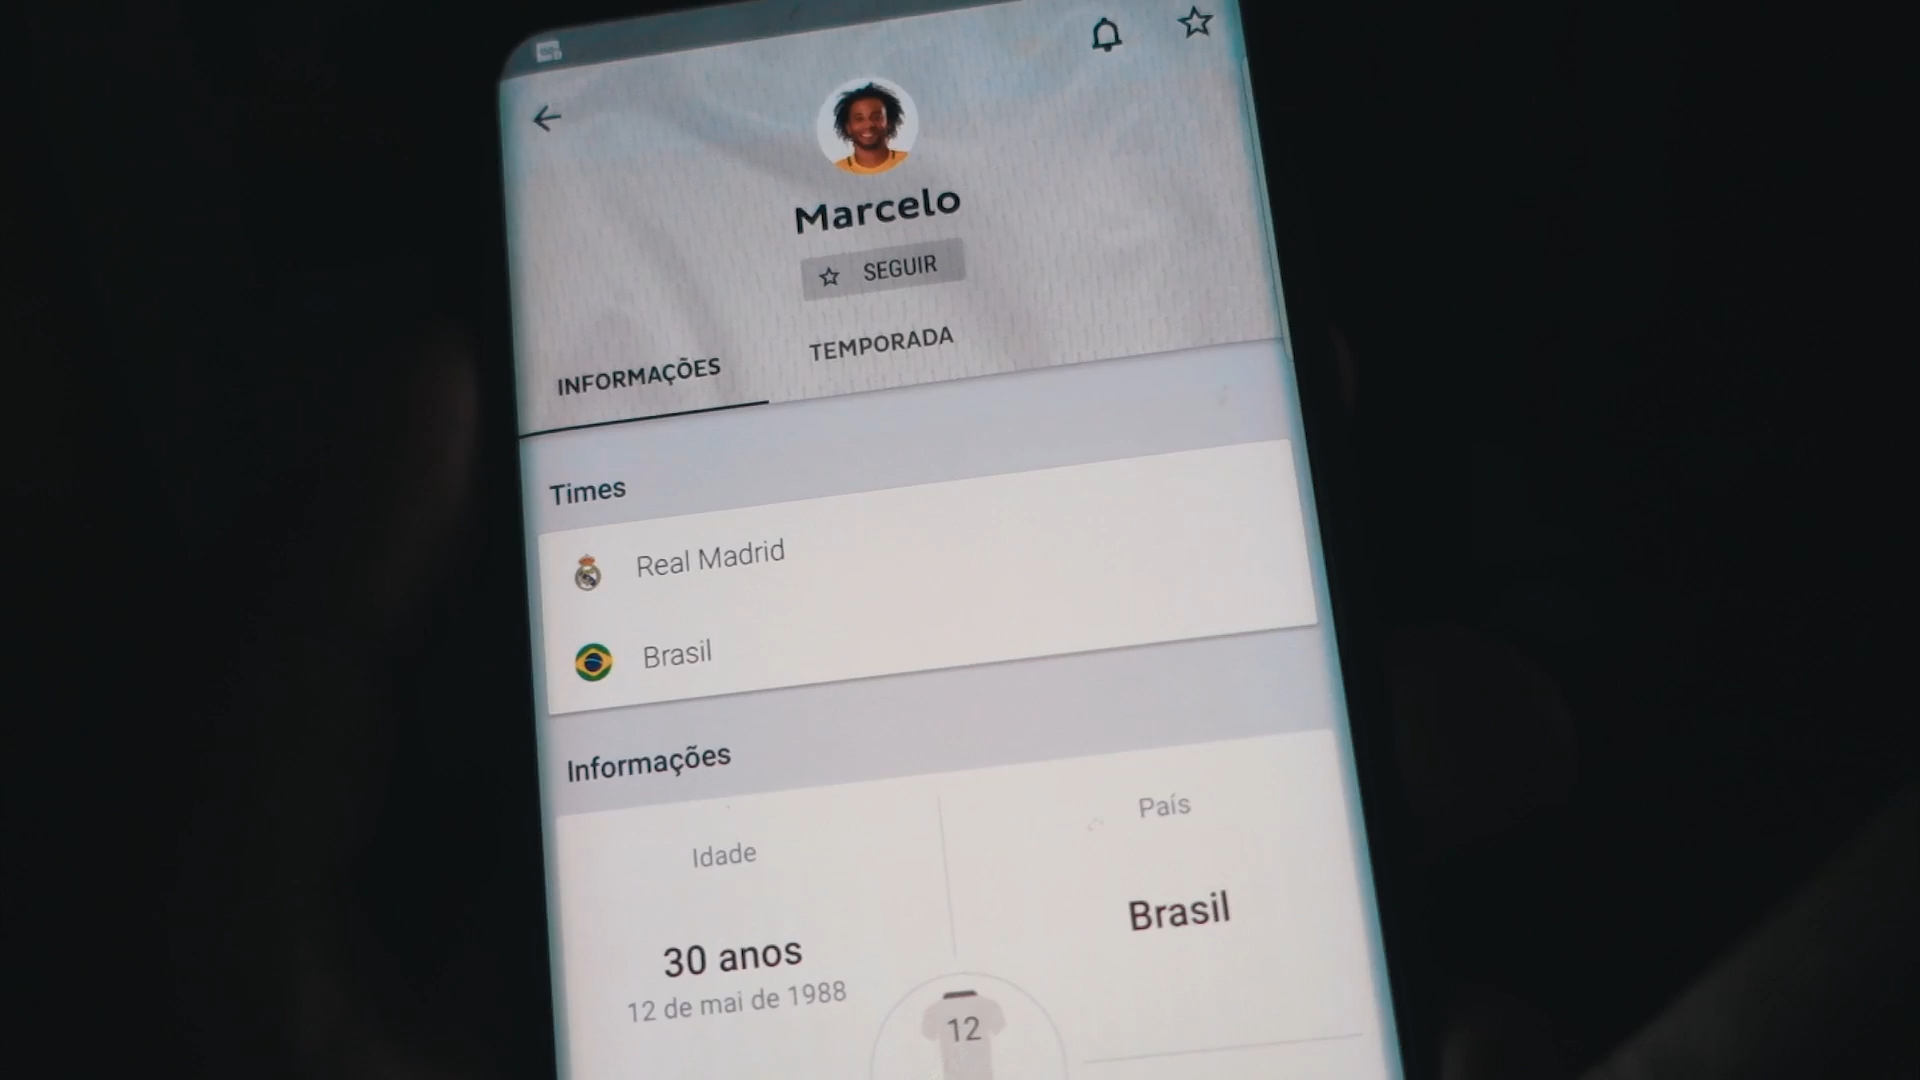 Marcelo
SEGUIR
INFORMAÇÕES
TEMPORADA
Times
Real Madrid
Brasil
Informações
Idade
País
30 anos
Brasil
12 de mai de 1988
12